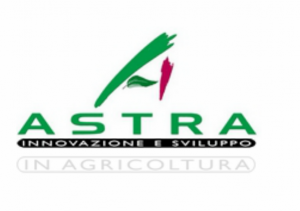 ASTRA
INNOVAZIONE E SVILUPPO
IN AGRICOLTURA